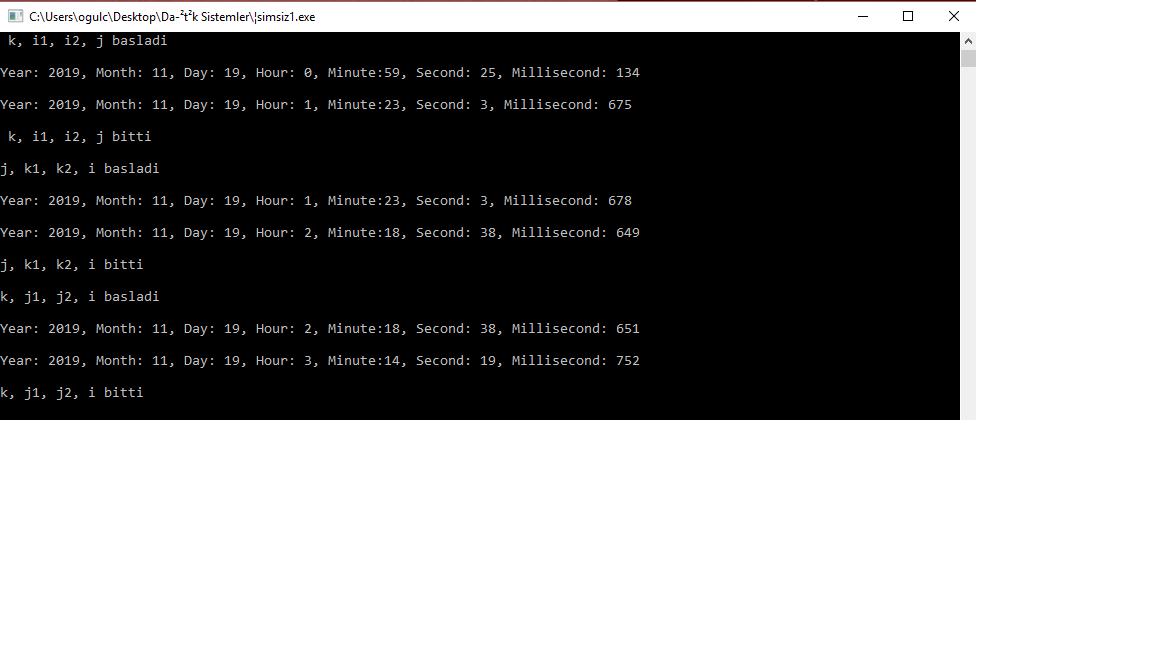 C:\Users\ogulc\Desktop\Da-²t²k Sistemler\¦simsiz1.exe
k, i1, i2, j basladi
Year: 2019, Month: 11, Day: 19, Hour: 0, Minute:59, Second: 25, Millisecond: 134
Year: 2019, Month: 11, Day: 19, Hour: 1, Minute:23, Second: 3, Millisecond: 675
k, i1, i2, j bitti
j, k1, k2, i basladi
Year: 2019, Month: 11, Day: 19, Hour: 1, Minute:23, Second: 3, Millisecond: 678
Year: 2019, Month: 11, Day: 19, Hour: 2, Minute:18, Second: 38, Millisecond: 649
j, k1, k2, i bitti
k, j1, j2, i basladi
Year: 2019, Month: 11, Day: 19, Hour: 2, Minute:18, Second: 38, Millisecond: 651
Year: 2019, Month: 11, Day: 19, Hour: 3, Minute:14, Second: 19, Millisecond: 752
k, j1, j2, i bitti